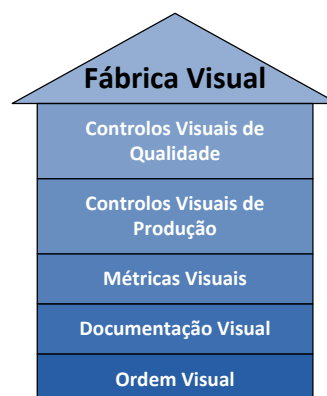 Fábrica Visual
Controlos Visuais de
Qualidade
Controlos Visuais de
Produção
Métricas Visuais
Documentação Visual
Ordem Visual